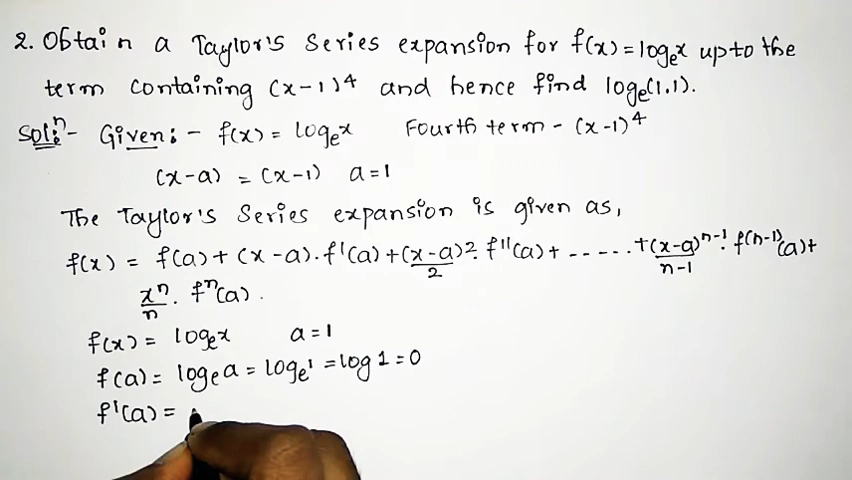 2. Obtain a Taylor's Series expansion for f(x) = logₑx upto the
term containing (x-1)⁴ and hence find logₑ(1.1).
Solⁿ:- Given:- f(x) = logₑx Fourth term - (x-1)⁴
(x-a) = (x-1) a=1
The Taylor's Series expansion is given as,
f(x) = f(a) + (x-a). f'(a) + (x-a)²/2. f''(a) + ...... + (x-a)ⁿ⁻¹/n-1. f⁽ⁿ⁻¹⁾(a) +
xⁿ/n. fⁿ(a).
f(x) = logₑx a=1
f(a) = logₑa = logₑ1 = log 1 = 0
f'(a) =